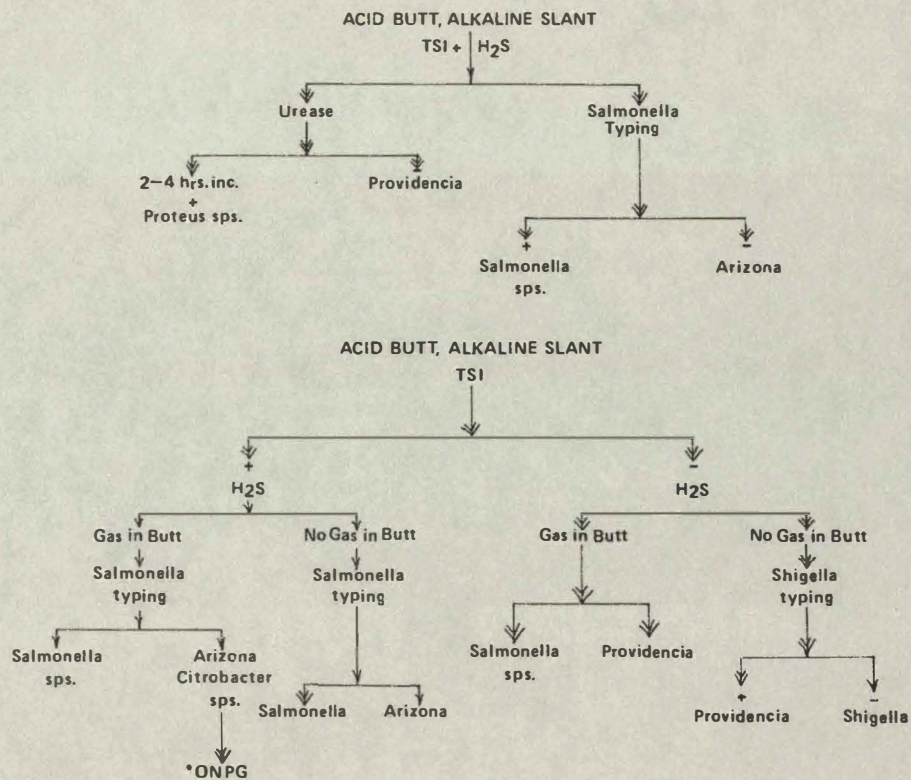 ACID BUTT, ALKALINE SLANT
TSI + H2S
Urease
Salmonella
Typing
2-4 hrs. inc.
+
Proteus sps.
-
Providencia
+
Salmonella
sps.
-
Arizona
ACID BUTT, ALKALINE SLANT
TSI
+
H2S
-
H2S
Gas in Butt
No Gas in Butt
Gas in Butt
No Gas in Butt
Salmonella
typing
Salmonella
typing
Shigella
typing
Salmonella
sps.
Arizona
Citrobacter
sps.
Salmonella
Arizona
Salmonella
sps.
Providencia
+
Providencia
-
Shigella
*ONPG